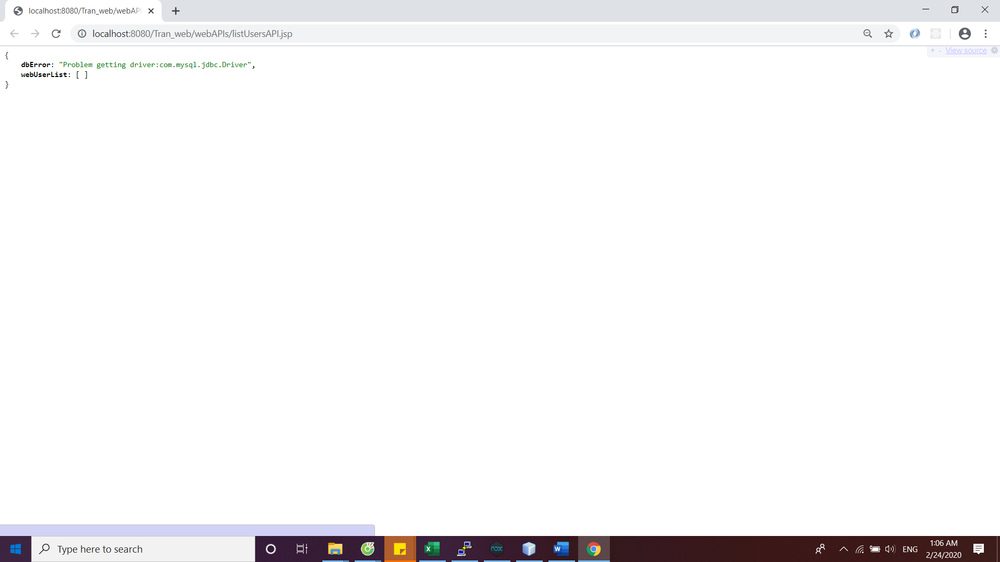 localhost:8080/Tran_web/webAPI
localhost:8080/Tran_web/webAPIs/listUsersAPI.jsp
+ - View source
{
dbError: "Problem getting driver:com.mysql.jdbc.Driver",
webUserList: [ ]
}
Type here to search
nox
ENG
1:06 AM
2/24/2020